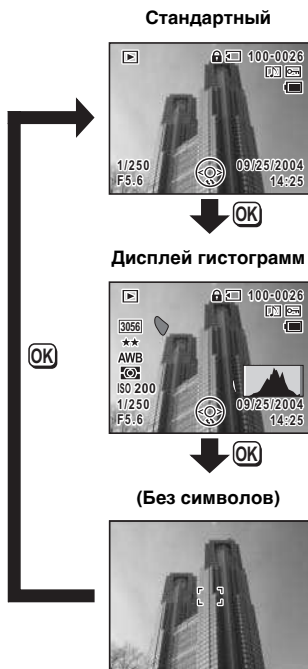 Стандартный
100-0026
1/250 09/25/2004
F5.6 14:25
OK
Дисплей гистограмм
100-0026
3056
★★
AWB
OK
ISO 200
1/250 09/25/2004
F5.6 14:25
OK
(Без символов)